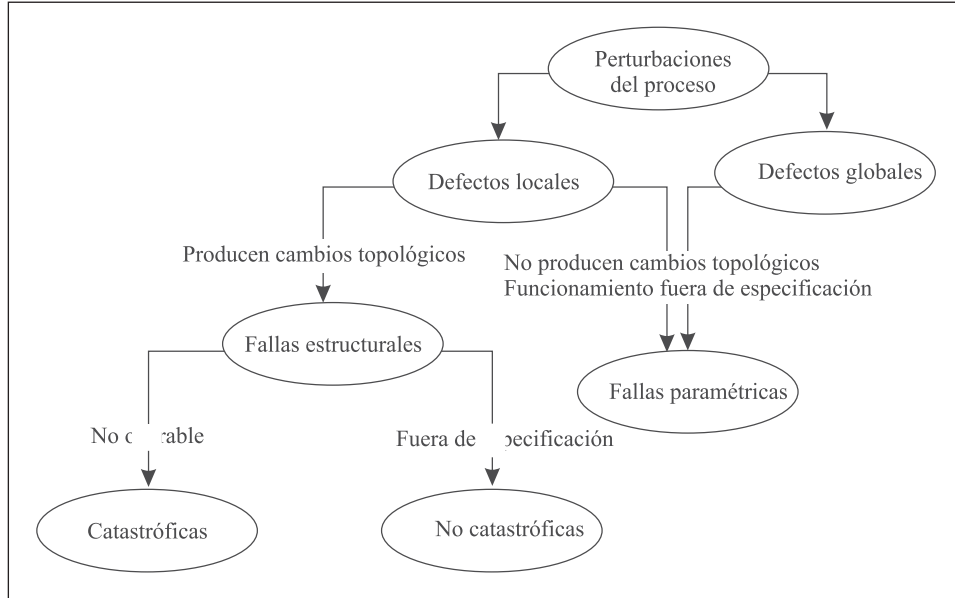 Perturbaciones
del proceso
Defectos locales
Defectos globales
Producen cambios topológicos
No producen cambios topológicos
Funcionamiento fuera de especificación
Fallas estructurales
Fallas paramétricas
No
Fuera de
Catastróficas
No catastróficas